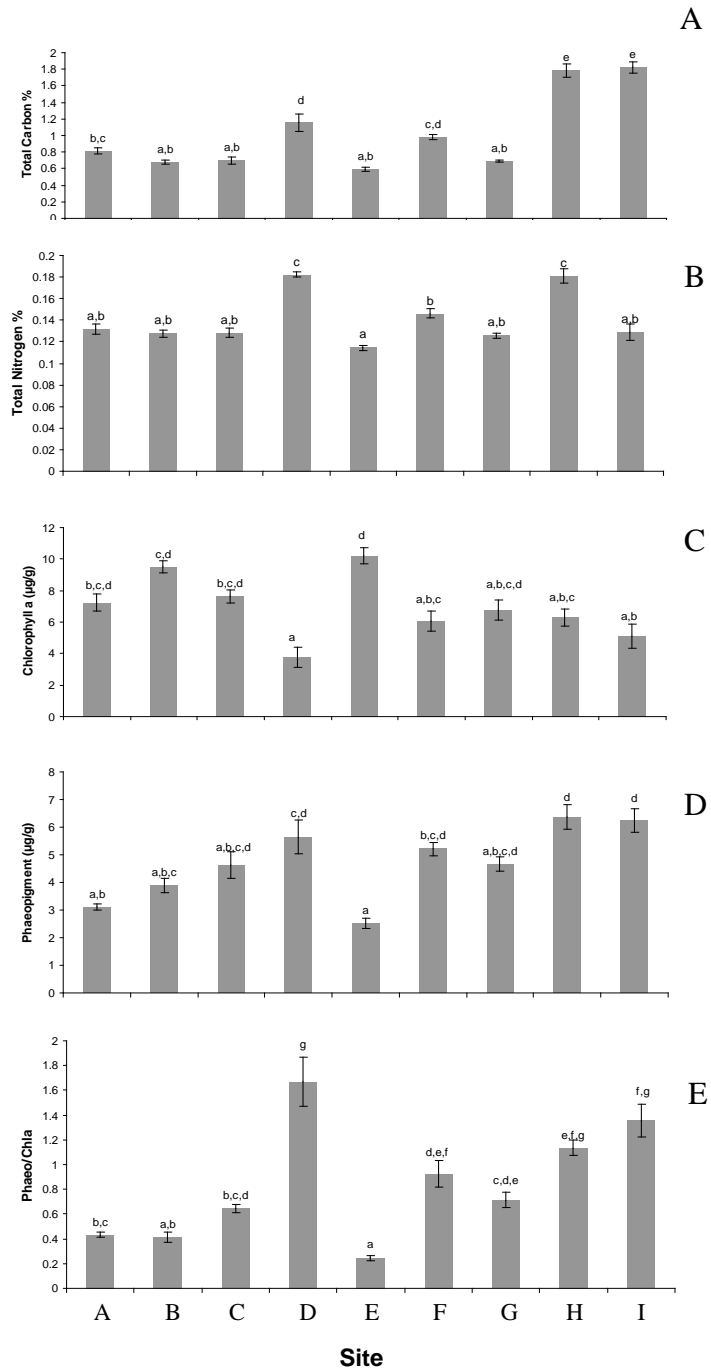 A
Total Carbon %
2
1.8
1.6
1.4
1.2
1
0.8
0.6
0.4
0.2
0
b,c a,b a,b d a,b c,d a,b e e
B
Total Nitrogen %
0.2
0.18
0.16
0.14
0.12
0.1
0.08
0.06
0.04
0.02
0
a,b a,b a,b c a b a,b c a,b
C
Chlorophyll a (µg/g)
12
10
8
6
4
2
0
b,c,d c,d b,c,d a d a,b,c a,b,c,d a,b,c a,b
D
Phaeopigment (µg/g)
8
7
6
5
4
3
2
1
0
a,b a,b,c a,b,c,d c,d a b,c,d a,b,c,d d d
E
Phaeo/Chla
2
1.8
1.6
1.4
1.2
1
0.8
0.6
0.4
0.2
0
b,c a,b b,c,d g a d,e,f c,d,e e,f,g f,g
A B C D E F G H I
Site